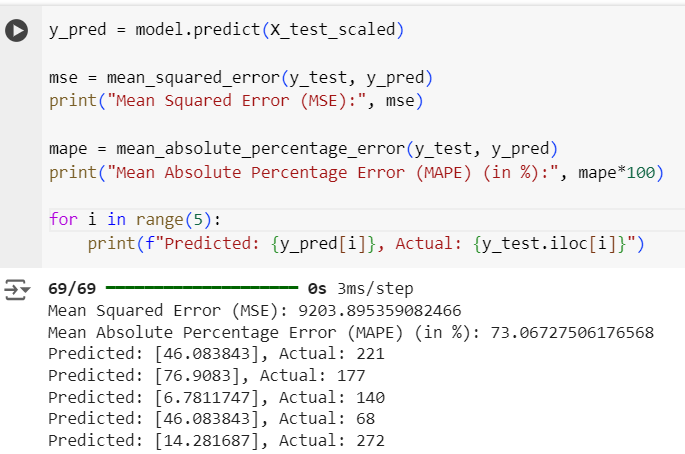 y_pred = model.predict(X_test_scaled)
mse = mean_squared_error(y_test, y_pred)
print("Mean Squared Error (MSE):", mse)
mape = mean_absolute_percentage_error(y_test, y_pred)
print("Mean Absolute Percentage Error (MAPE) (in %):", mape*100)
for i in range(5):
    print(f"Predicted: {y_pred[i]}, Actual: {y_test.iloc[i]}")
69/69 ━━━━━━━━━━━━━━━━━━━━ 0s 3ms/step
Mean Squared Error (MSE): 9203.895359082466
Mean Absolute Percentage Error (MAPE) (in %): 73.06727506176568
Predicted: [46.083843], Actual: 221
Predicted: [76.9083], Actual: 177
Predicted: [6.7811747], Actual: 140
Predicted: [46.083843], Actual: 68
Predicted: [14.281687], Actual: 272